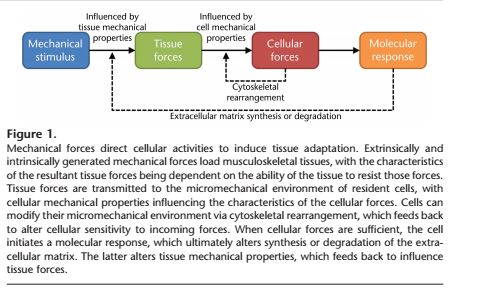 Influenced by
tissue mechanical
properties
Influenced by
cell mechanical
properties
Mechanical
stimulus
Tissue
forces
Cellular
forces
Molecular
response
Cytoskeletal
rearrangement
Extracellular matrix synthesis or degradation
Figure 1.
Mechanical forces direct cellular activities to induce tissue adaptation. Extrinsically and
intrinsically generated mechanical forces load musculoskeletal tissues, with the characteristics
of the resultant tissue forces being dependent on the ability of the tissue to resist those forces.
Tissue forces are transmitted to the micromechanical environment of resident cells, with
cellular mechanical properties influencing the characteristics of the cellular forces. Cells can
modify their micromechanical environment via cytoskeletal rearrangement, which feeds back
to alter cellular sensitivity to incoming forces. When cellular forces are sufficient, the cell
initiates a molecular response, which ultimately alters synthesis or degradation of the extra-
cellular matrix. The latter alters tissue mechanical properties, which feeds back to influence
tissue forces.